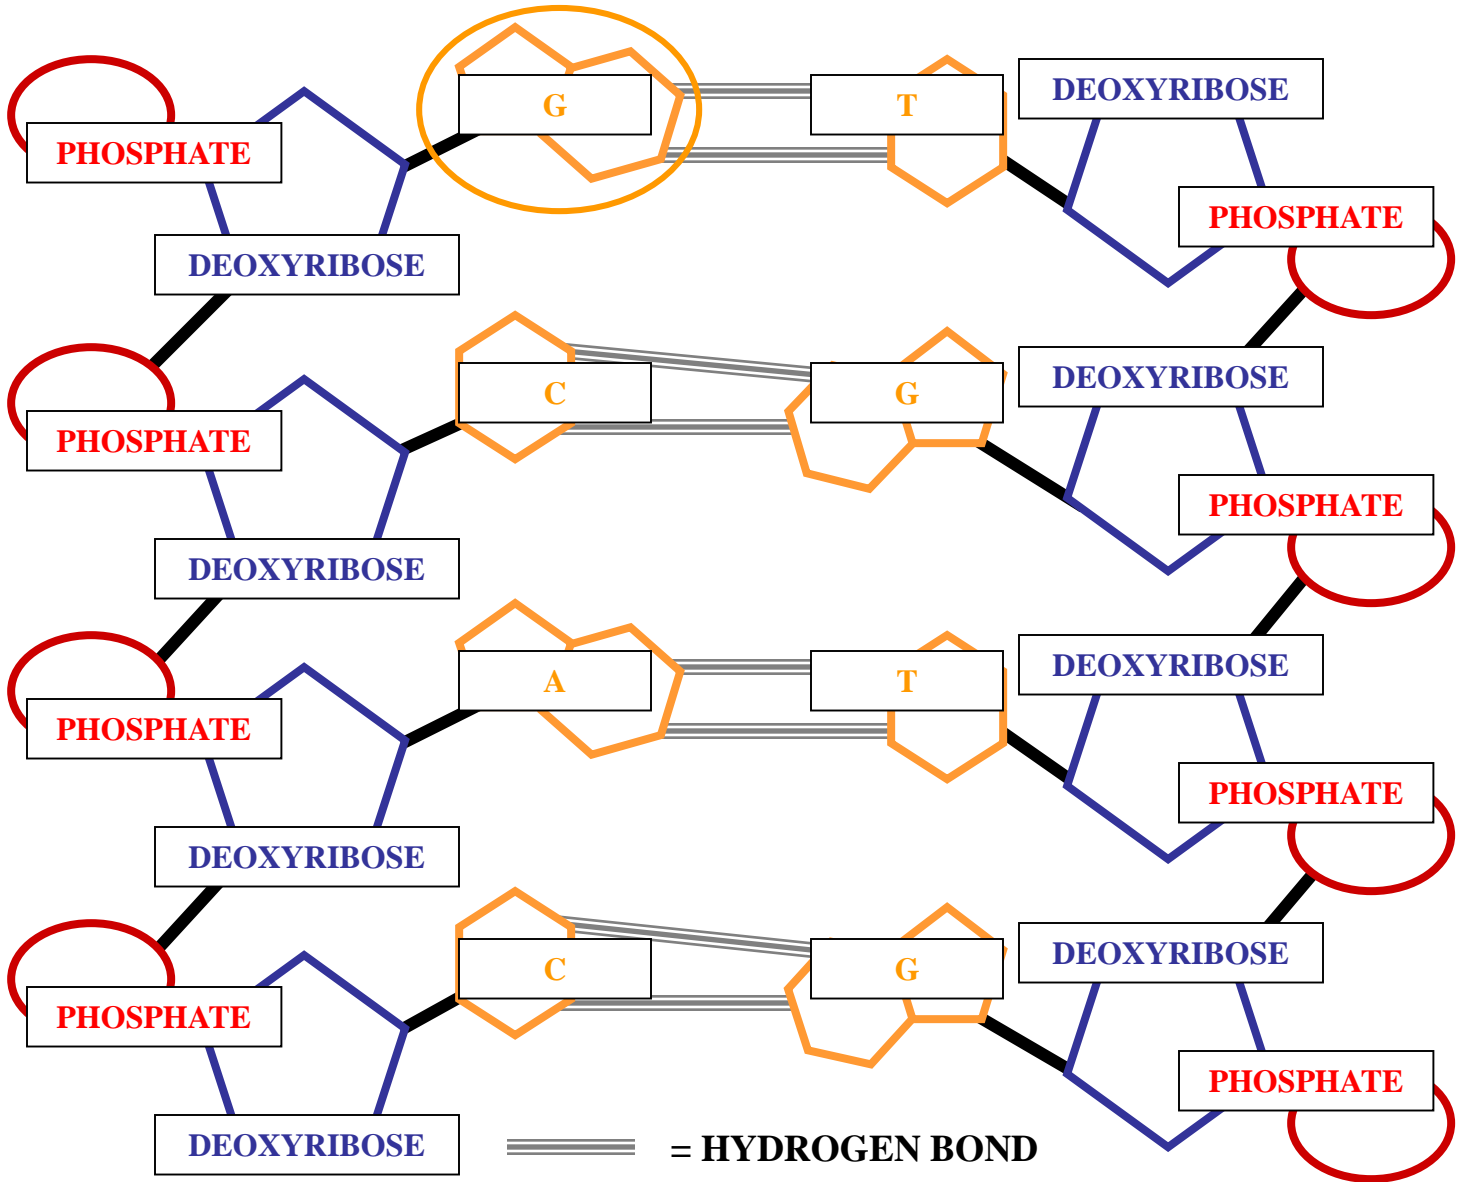 G T DEOXYRIBOSE
PHOSPHATE
PHOSPHATE
DEOXYRIBOSE
C G DEOXYRIBOSE
PHOSPHATE
PHOSPHATE
DEOXYRIBOSE
A T DEOXYRIBOSE
PHOSPHATE
PHOSPHATE
DEOXYRIBOSE
C G DEOXYRIBOSE
PHOSPHATE
PHOSPHATE
DEOXYRIBOSE
= HYDROGEN BOND